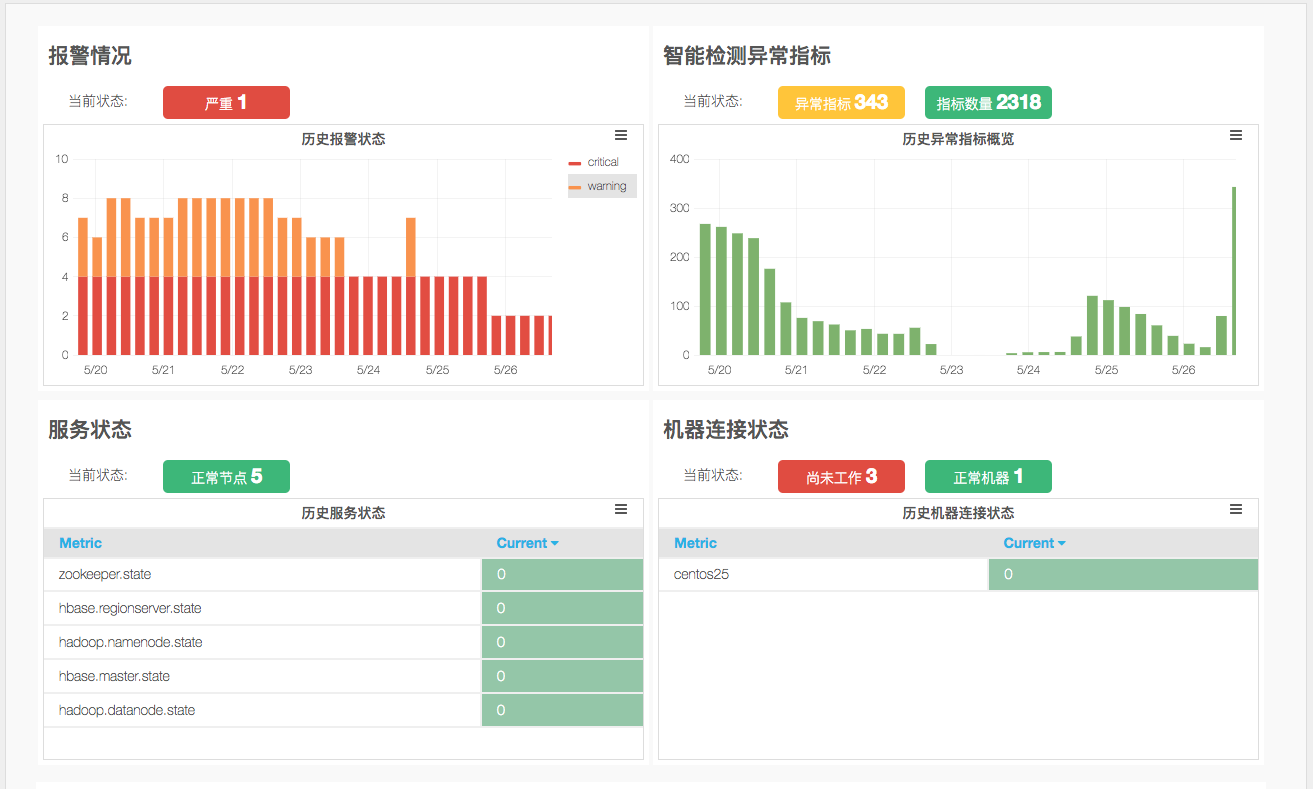 报警情况
当前状态:
严重 1
历史报警状态
10
8
6
4
2
0
5/20
5/21
5/22
5/23
5/24
5/25
5/26
critical
warning
智能检测异常指标
当前状态:
异常指标 343
指标数量 2318
历史异常指标概览
400
300
200
100
0
5/20
5/21
5/22
5/23
5/24
5/25
5/26
服务状态
当前状态:
正常节点 5
历史服务状态
Metric Current
zookeeper.state 0
hbase.regionserver.state 0
hadoop.namenode.state 0
hbase.master.state 0
hadoop.datanode.state 0
机器连接状态
当前状态:
尚未工作 3
正常机器 1
历史机器连接状态
Metric Current
centos25 0